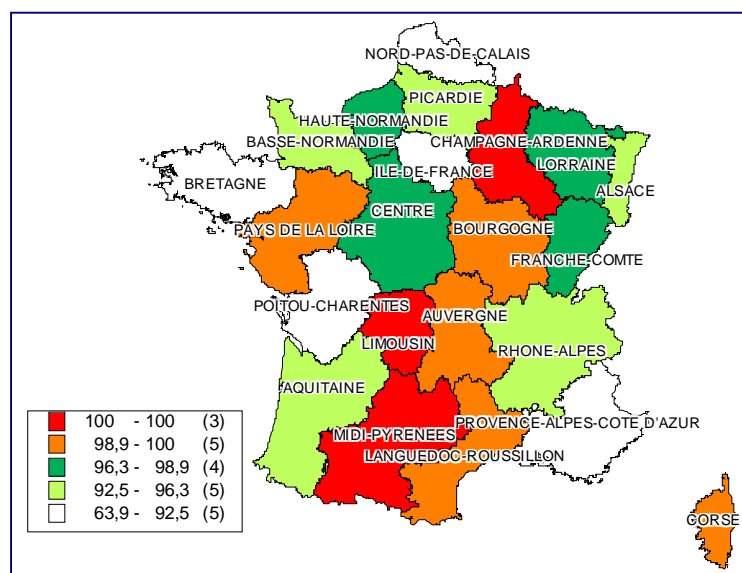 NORD-PAS-DE-CALAIS
PICARDIE
HAUTE-NORMANDIE
BASSE-NORMANDIE
CHAMPAGNE-ARDENNE
LORRAINE
ILE-DE-FRANCE
ALSACE
BRETAGNE
CENTRE
PAYS DE LA LOIRE
BOURGOGNE
FRANCHE-COMTE
POITOU-CHARENTES
AUVERGNE
LIMOUSIN
RHONE-ALPES
AQUITAINE
PROVENCE-ALPES-COTE D'AZUR
MIDI-PYRENEES
LANGUEDOC-ROUSSILLON
CORSE
100 - 100 (3)
98,9 - 100 (5)
96,3 - 98,9 (4)
92,5 - 96,3 (5)
63,9 - 92,5 (5)